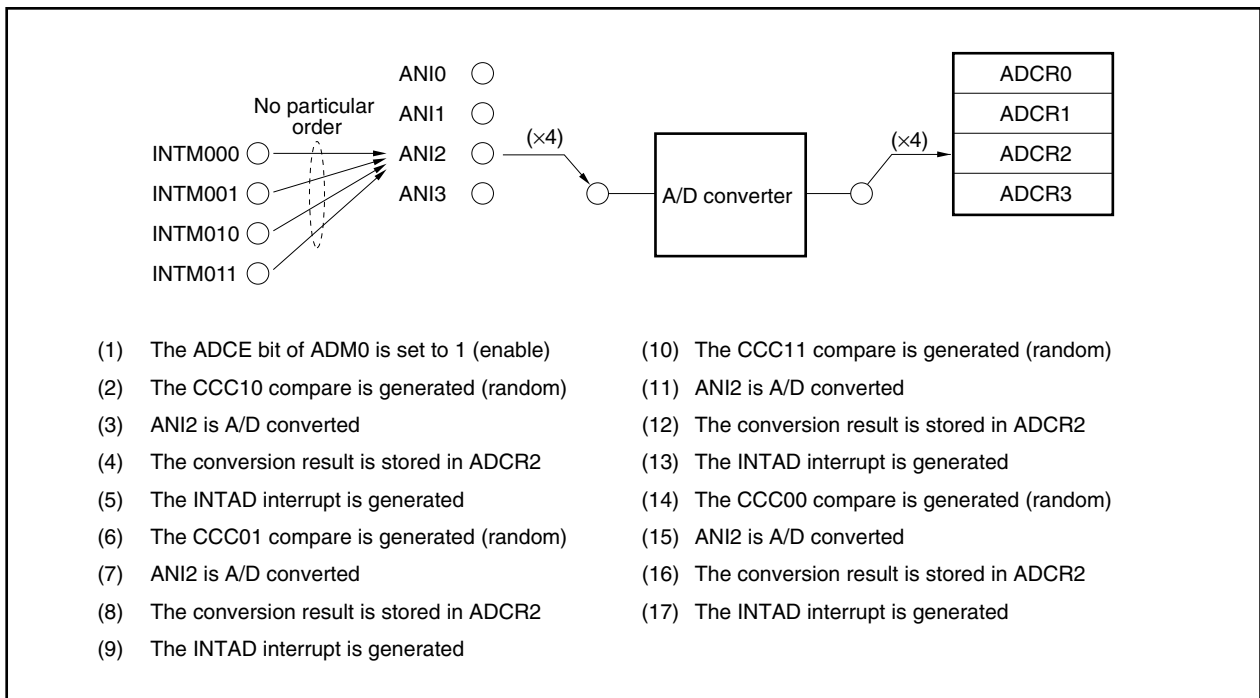 ANI0
ANI1
ANI2
ANI3
No particular
order
INTM000
INTM001
INTM010
INTM011
(×4)
A/D converter
(×4)
ADCR0
ADCR1
ADCR2
ADCR3
(1) The ADCE bit of ADM0 is set to 1 (enable)
(2) The CCC10 compare is generated (random)
(3) ANI2 is A/D converted
(4) The conversion result is stored in ADCR2
(5) The INTAD interrupt is generated
(6) The CCC01 compare is generated (random)
(7) ANI2 is A/D converted
(8) The conversion result is stored in ADCR2
(9) The INTAD interrupt is generated
(10) The CCC11 compare is generated (random)
(11) ANI2 is A/D converted
(12) The conversion result is stored in ADCR2
(13) The INTAD interrupt is generated
(14) The CCC00 compare is generated (random)
(15) ANI2 is A/D converted
(16) The conversion result is stored in ADCR2
(17) The INTAD interrupt is generated